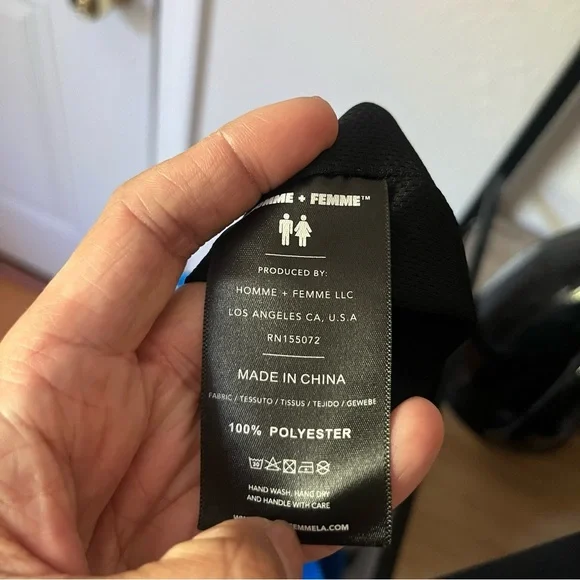 + FEMME™
PRODUCED BY:
HOMME + FEMME LLC
LOS ANGELES CA, U.S.A
RN155072
MADE IN CHINA
FABRIC / TESSUTO / TISSUS / TEJIDO / GEWEBE
100% POLYESTER
30
HAND WASH, HANG DRY
AND HANDLE WITH CARE